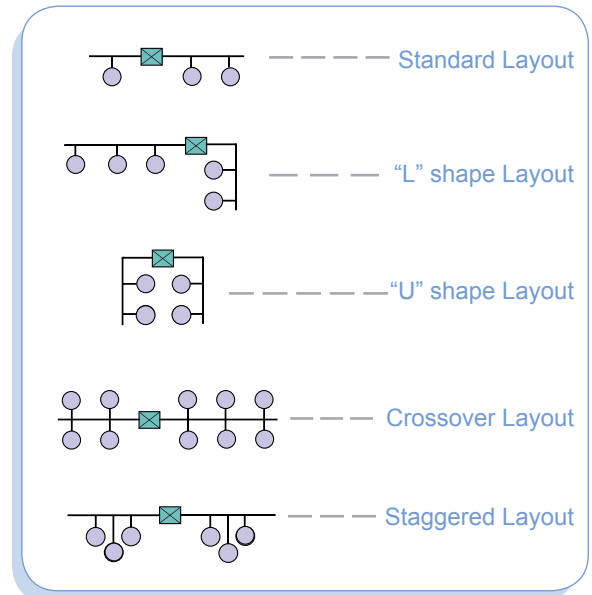 Standard Layout
“L” shape Layout
“U” shape Layout
Crossover Layout
Staggered Layout